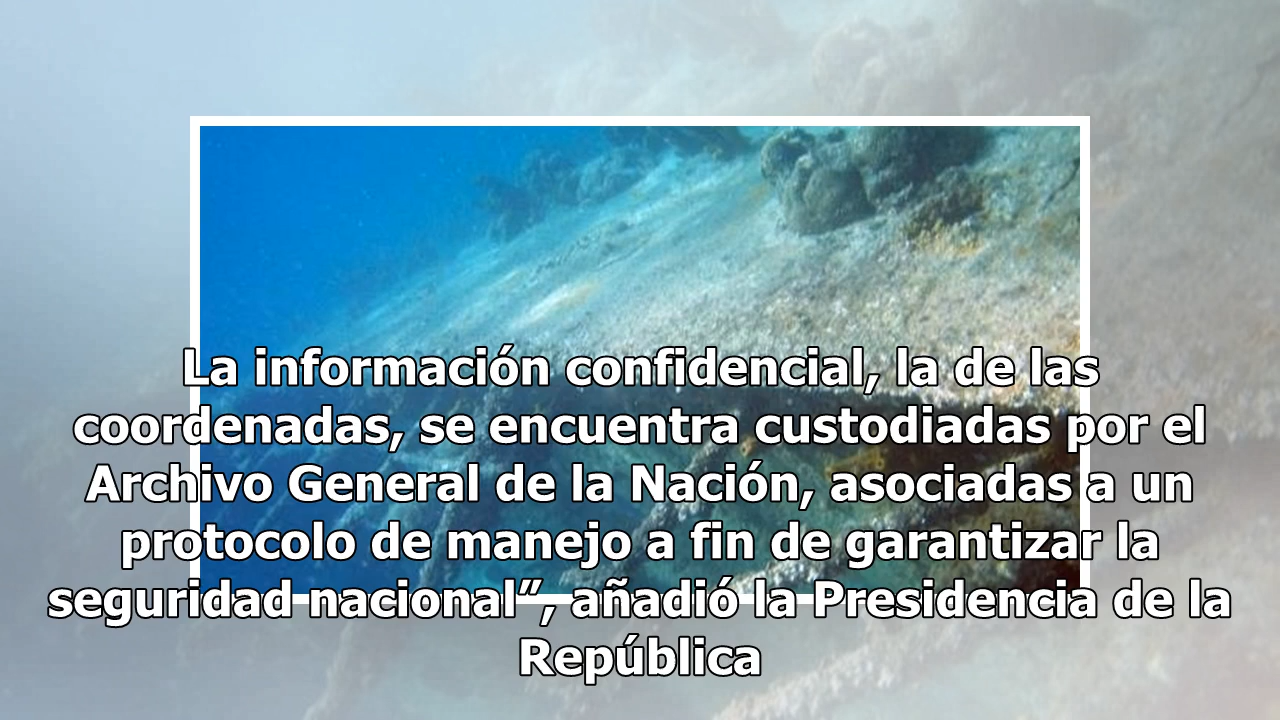 La información confidencial, la de las
coordenadas, se encuentra custodiadas por el
Archivo General de la Nación, asociadas a un
protocolo de manejo a fin de garantizar la
seguridad nacional”, añadió la Presidencia de la
República